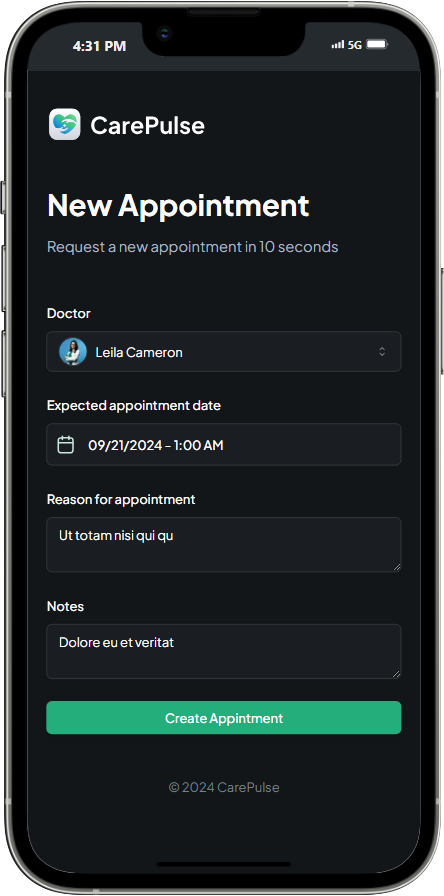 4:31 PM 5G
CarePulse
New Appointment
Request a new appointment in 10 seconds
Doctor
Leila Cameron
Expected appointment date
09/21/2024 - 1:00 AM
Reason for appointment
Ut totam nisi qui qu
Notes
Dolore eu et veritat
Create Appintment
© 2024 CarePulse